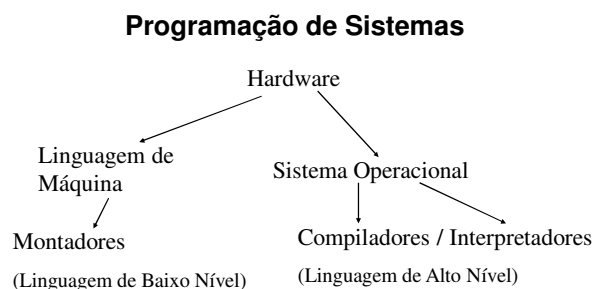 Programação de Sistemas
Hardware
Linguagem de
Máquina
Sistema Operacional
Montadores
Compiladores / Interpretadores
(Linguagem de Baixo Nível)
(Linguagem de Alto Nível)